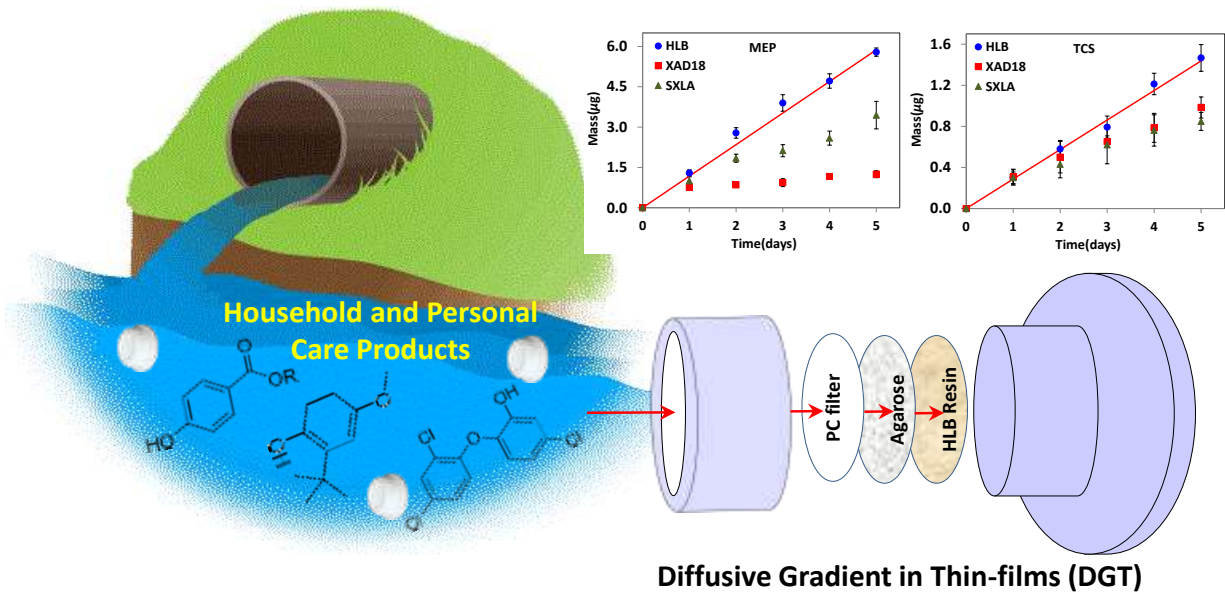 HLB
MEP
XAD18
SXLA
Mass(µg)
6.0
4.5
3.0
1.5
0.0
0 1 2 3 4 5
Time(days)
HLB
TCS
XAD18
SXLA
Mass(µg)
1.6
1.2
0.8
0.4
0.0
0 1 2 3 4 5
Time(days)
Household and Personal
Care Products
O
OR
HO
O
OH
Cl
O
PC filter
Agarose
HLB Resin
Diffusive Gradient in Thin-films (DGT)